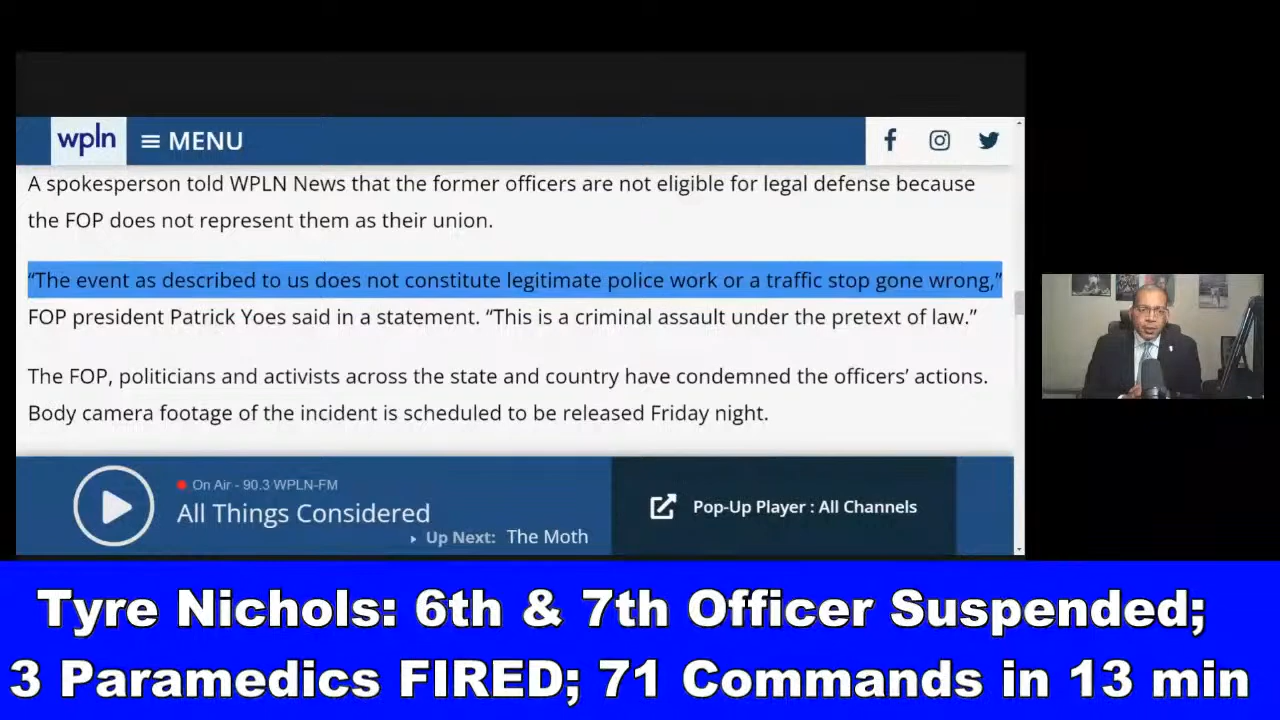 wpln
MENU
A spokesperson told WPLN News that the former officers are not eligible for legal defense because
the FOP does not represent them as their union.
“The event as described to us does not constitute legitimate police work or a traffic stop gone wrong,”
FOP president Patrick Yoes said in a statement. “This is a criminal assault under the pretext of law.”
The FOP, politicians and activists across the state and country have condemned the officers’ actions.
Body camera footage of the incident is scheduled to be released Friday night.
On Air - 90.3 WPLN-FM
All Things Considered
Up Next: The Moth
Pop-Up Player : All Channels
Tyre Nichols: 6th & 7th Officer Suspended;
3 Paramedics FIRED; 71 Commands in 13 min